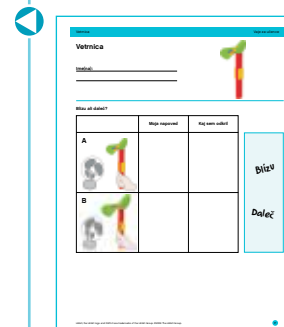 Vetrnica
Vetrnica
Ime(na):
Blizu ali daleč?
Moja napoved
Kaj sem odkril
A
B
Blizu
Daleč